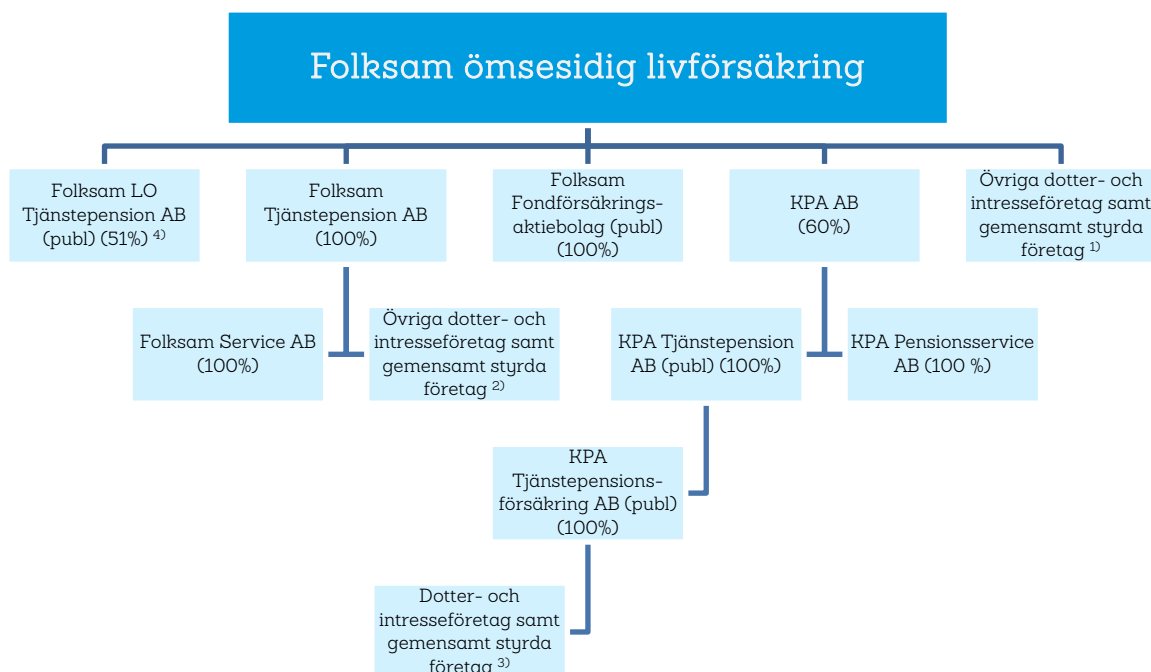 Folksam ömsesidig livförsäkring
Folksam LO
Tjänstepension AB
(publ) (51%) 4)
Folksam
Tjänstepension AB
(100%)
Folksam
Fondförsäkrings-
aktiebolag (publ)
(100%)
KPA AB
(60%)
Övriga dotter- och
intresseföretag samt
gemensamt styrda
företag 1)
Folksam Service AB
(100%)
Övriga dotter- och
intresseföretag samt
gemensamt styrda
företag 2)
KPA Tjänstepension
AB (publ) (100%)
KPA Pensionsservice
AB (100 %)
KPA
Tjänstepensions-
försäkring AB (publ)
(100%)
Dotter- och
intresseföretag samt
gemensamt styrda
företag 3)